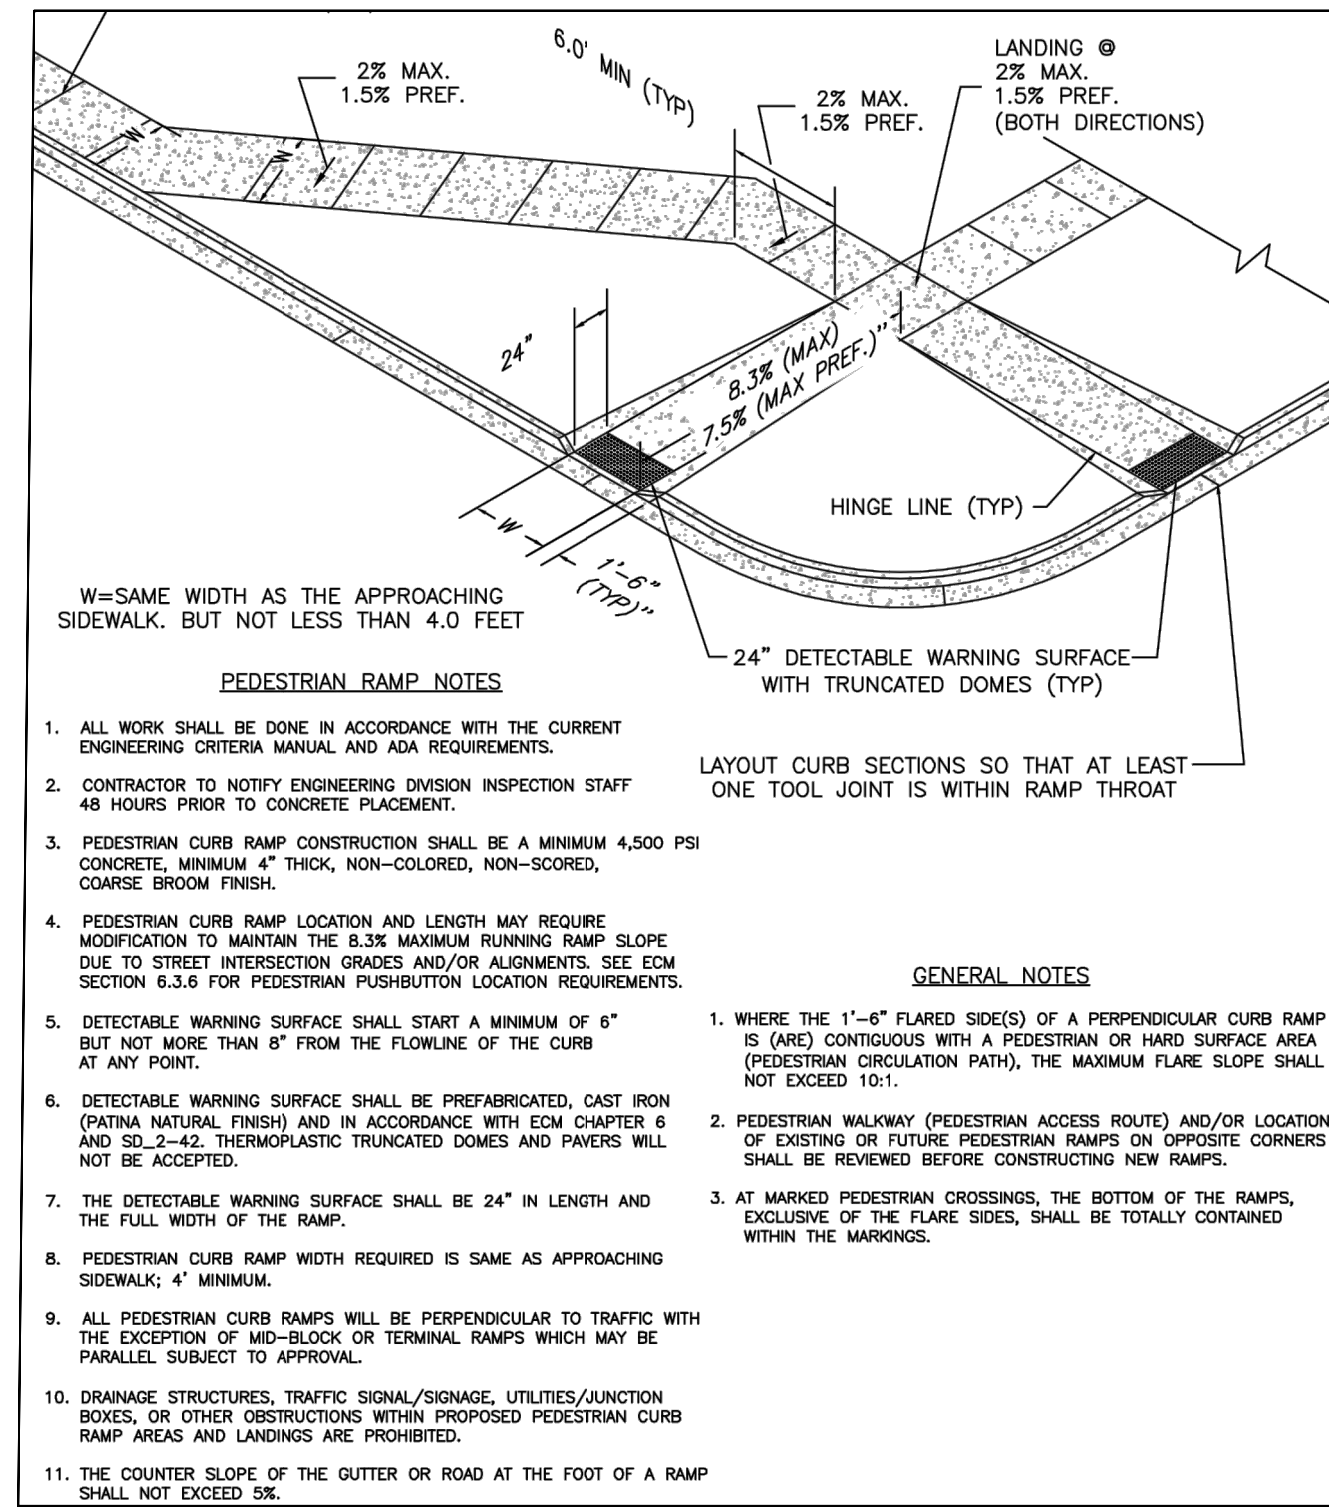 6.0' MIN (TYP)
2% MAX.
1.5% PREF.
2% MAX.
1.5% PREF.
LANDING @
2% MAX.
1.5% PREF.
(BOTH DIRECTIONS)
W
W
24"
8.3% (MAX)
7.5% (MAX PREF.)"
HINGE LINE (TYP)
W
1'-6"
(TYP)"
W=SAME WIDTH AS THE APPROACHING
SIDEWALK. BUT NOT LESS THAN 4.0 FEET
24" DETECTABLE WARNING SURFACE
WITH TRUNCATED DOMES (TYP)
LAYOUT CURB SECTIONS SO THAT AT LEAST
ONE TOOL JOINT IS WITHIN RAMP THROAT
PEDESTRIAN RAMP NOTES
1. ALL WORK SHALL BE DONE IN ACCORDANCE WITH THE CURRENT
ENGINEERING CRITERIA MANUAL AND ADA REQUIREMENTS.
2. CONTRACTOR TO NOTIFY ENGINEERING DIVISION INSPECTION STAFF
48 HOURS PRIOR TO CONCRETE PLACEMENT.
3. PEDESTRIAN CURB RAMP CONSTRUCTION SHALL BE A MINIMUM 4,500 PSI
CONCRETE, MINIMUM 4" THICK, NON-COLORED, NON-SCORED,
COARSE BROOM FINISH.
4. PEDESTRIAN CURB RAMP LOCATION AND LENGTH MAY REQUIRE
MODIFICATION TO MAINTAIN THE 8.3% MAXIMUM RUNNING RAMP SLOPE
DUE TO STREET INTERSECTION GRADES AND/OR ALIGNMENTS. SEE ECM
SECTION 6.3.6 FOR PEDESTRIAN PUSHBUTTON LOCATION REQUIREMENTS.
5. DETECTABLE WARNING SURFACE SHALL START A MINIMUM OF 6"
BUT NOT MORE THAN 8" FROM THE FLOWLINE OF THE CURB
AT ANY POINT.
6. DETECTABLE WARNING SURFACE SHALL BE PREFABRICATED, CAST IRON
(PATINA NATURAL FINISH) AND IN ACCORDANCE WITH ECM CHAPTER 6
AND SD_2-42. THERMOPLASTIC TRUNCATED DOMES AND PAVERS WILL
NOT BE ACCEPTED.
7. THE DETECTABLE WARNING SURFACE SHALL BE 24" IN LENGTH AND
THE FULL WIDTH OF THE RAMP.
8. PEDESTRIAN CURB RAMP WIDTH REQUIRED IS SAME AS APPROACHING
SIDEWALK; 4' MINIMUM.
9. ALL PEDESTRIAN CURB RAMPS WILL BE PERPENDICULAR TO TRAFFIC WITH
THE EXCEPTION OF MID-BLOCK OR TERMINAL RAMPS WHICH MAY BE
PARALLEL SUBJECT TO APPROVAL.
10. DRAINAGE STRUCTURES, TRAFFIC SIGNAL/SIGNAGE, UTILITIES/JUNCTION
BOXES, OR OTHER OBSTRUCTIONS WITHIN PROPOSED PEDESTRIAN CURB
RAMP AREAS AND LANDINGS ARE PROHIBITED.
11. THE COUNTER SLOPE OF THE GUTTER OR ROAD AT THE FOOT OF A RAMP
SHALL NOT EXCEED 5%.
GENERAL NOTES
1. WHERE THE 1'-6" FLARED SIDE(S) OF A PERPENDICULAR CURB RAMP
IS (ARE) CONTIGUOUS WITH A PEDESTRIAN OR HARD SURFACE AREA
(PEDESTRIAN CIRCULATION PATH), THE MAXIMUM FLARE SLOPE SHALL
NOT EXCEED 10:1.
2. PEDESTRIAN WALKWAY (PEDESTRIAN ACCESS ROUTE) AND/OR LOCATION
OF EXISTING OR FUTURE PEDESTRIAN RAMPS ON OPPOSITE CORNERS
SHALL BE REVIEWED BEFORE CONSTRUCTING NEW RAMPS.
3. AT MARKED PEDESTRIAN CROSSINGS, THE BOTTOM OF THE RAMPS,
EXCLUSIVE OF THE FLARE SIDES, SHALL BE TOTALLY CONTAINED
WITHIN THE MARKINGS.